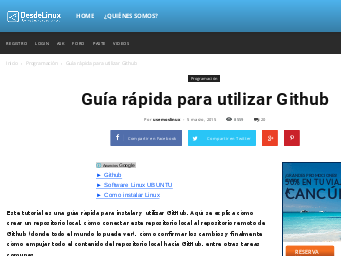 DesdeLinux
HOME
¿QUIÉNES SOMOS?
REGISTRO LOGIN ASK FORO PASTE VIDEOS
Inicio › Programación › Guía rápida para utilizar Github
Programación
Guía rápida para utilizar Github
Por usemoslinux - 6 marzo, 2015
20
Compartir en Facebook
Compartir en Twitter
Anuncios Google
► Github
► Software Linux UBUNTU
► Como instalar Linux
Este tutorial es una guía rápida para instalar y utilizar GitHub. Aquí se explica cómo
crear un repositorio local, cómo conectar este repositorio local al repositorio remoto de
Github (donde todo el mundo lo puede ver), cómo confirmar los cambios y finalmente
cómo empujar todo el contenido del repositorio local hacia GitHub, entre otras tareas
comunes.
EN TU VIAJE
CANCÚN
RESERVA